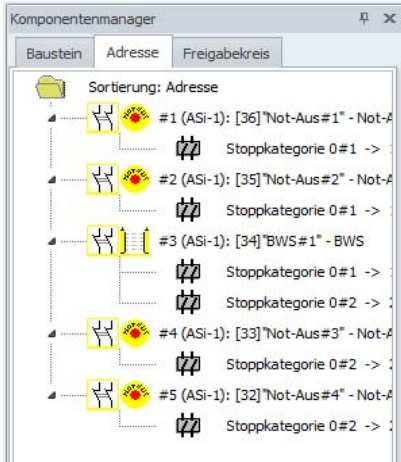 Komponentenmanager
Baustein Adresse Freigabekreis
Sortierung: Adresse
#1 (ASi-1): [36]"Not-Aus#1" - Not-A
Stoppkategorie 0#1 ->
#2 (ASi-1): [35]"Not-Aus#2" - Not-A
Stoppkategorie 0#1 ->
#3 (ASi-1): [34]"BWS#1" - BWS
Stoppkategorie 0#1 ->
Stoppkategorie 0#2 ->
#4 (ASi-1): [33]"Not-Aus#3" - Not-A
Stoppkategorie 0#2 ->
#5 (ASi-1): [32]"Not-Aus#4" - Not-A
Stoppkategorie 0#2 ->